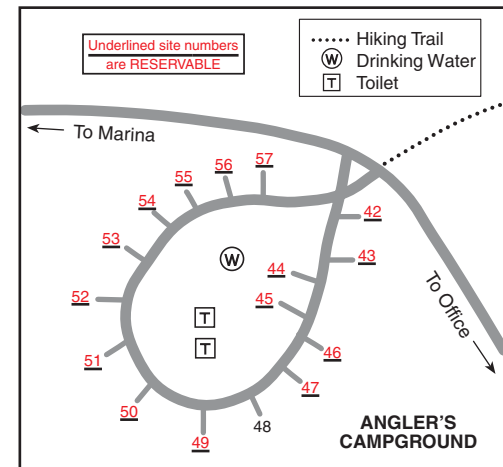 Underlined site numbers
are RESERVABLE
Hiking Trail
W Drinking Water
T Toilet
To Marina
57
56
55
54
42
53
43
W
44
52
45
To Office
T
T
46
51
47
50
48
49
ANGLER'S
CAMPGROUND